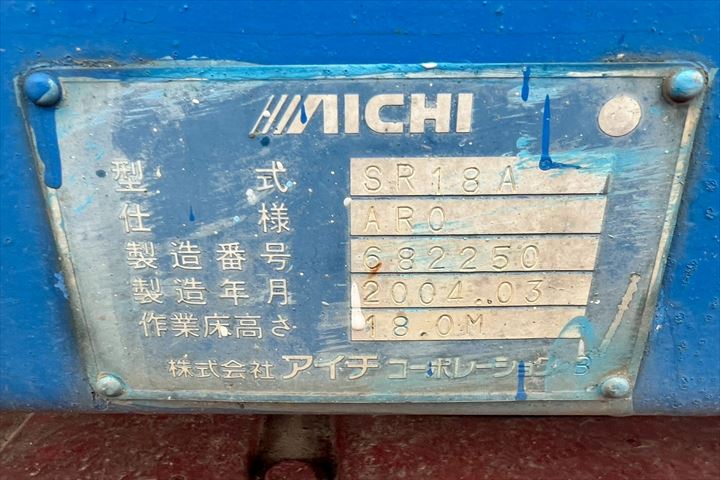 AICHI
型式 SR18A
仕様 ARO
製造番号 682250
製造年月 2004.03
作業床高さ 18.0M
株式会社 アイチ コーポレーション B